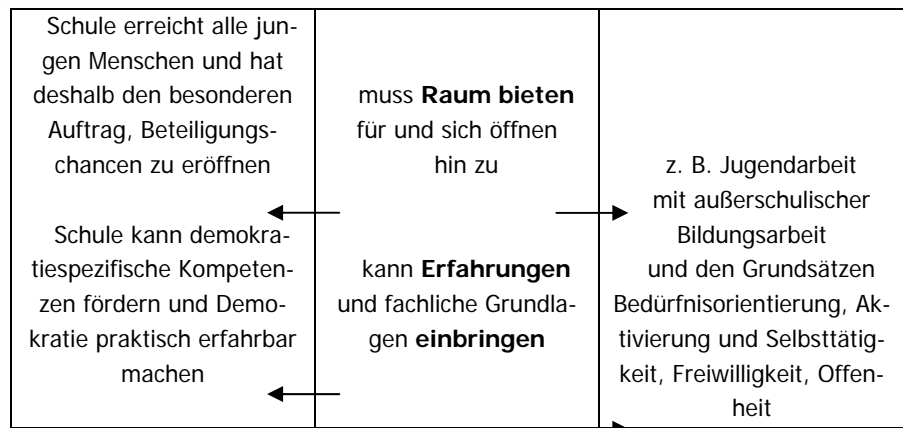 Schule erreicht alle jun-
gen Menschen und hat
deshalb den besonderen
Auftrag, Beteiligungs-
chancen zu eröffnen
Schule kann demokra-
tiespezifische Kompeten-
zen fördern und Demo-
kratie praktisch erfahrbar
machen
muss Raum bieten
für und sich öffnen
hin zu
kann Erfahrungen
und fachliche Grundla-
gen einbringen
z. B. Jugendarbeit
mit außerschulischer
Bildungsarbeit
und den Grundsätzen
Bedürfnisorientierung, Ak-
tivierung und Selbsttätig-
keit, Freiwilligkeit, Offen-
heit